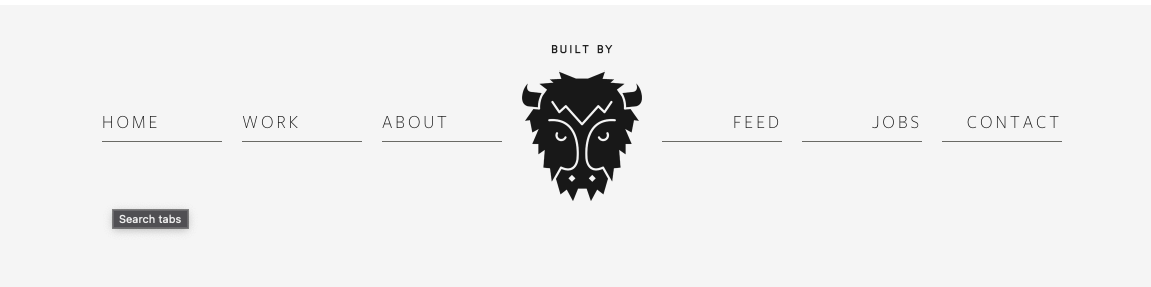 BUILT BY
HOME WORK ABOUT FEED JOBS CONTACT
Search tabs